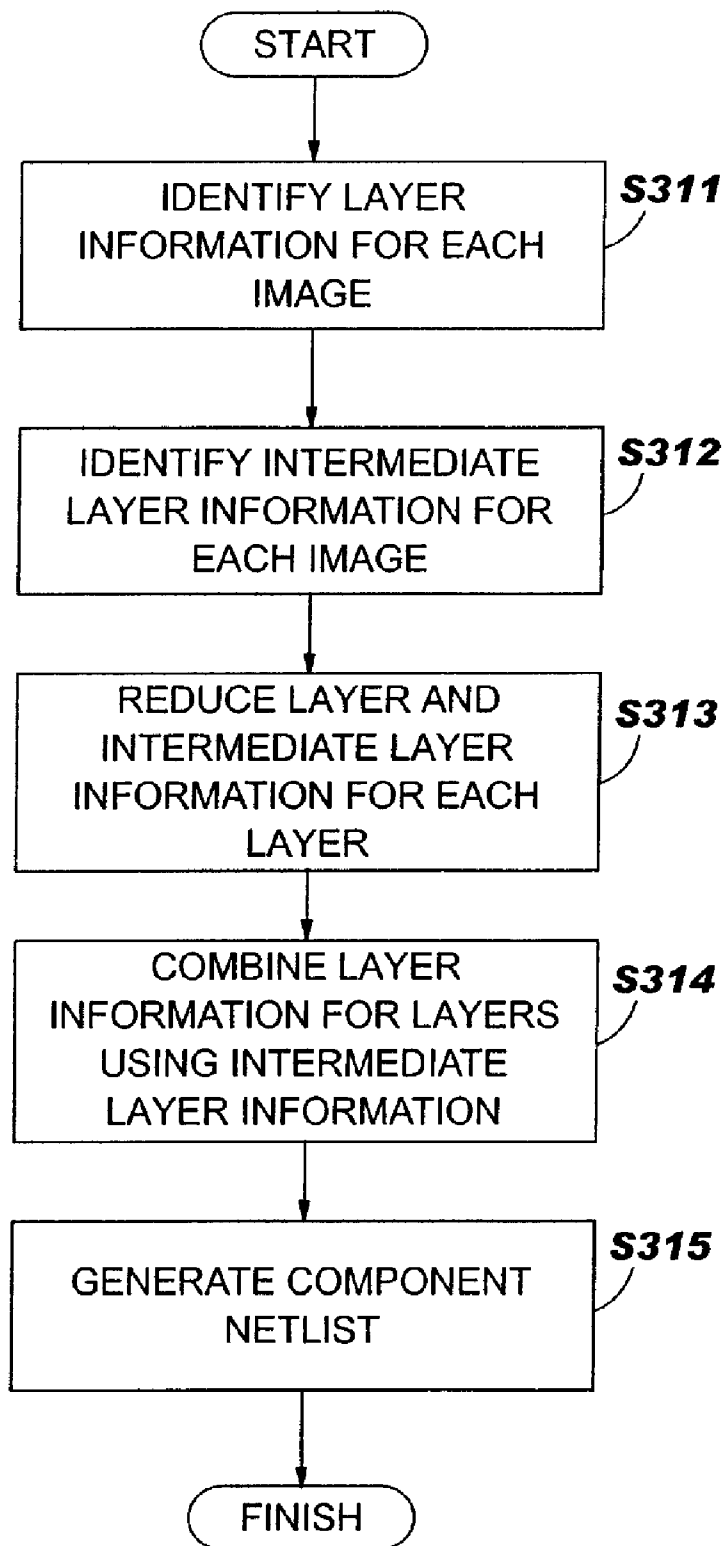 START
S311
IDENTIFY LAYER
INFORMATION FOR EACH
IMAGE
S312
IDENTIFY INTERMEDIATE
LAYER INFORMATION FOR
EACH IMAGE
S313
REDUCE LAYER AND
INTERMEDIATE LAYER
INFORMATION FOR EACH
LAYER
S314
COMBINE LAYER
INFORMATION FOR LAYERS
USING INTERMEDIATE
LAYER INFORMATION
S315
GENERATE COMPONENT
NETLIST
FINISH